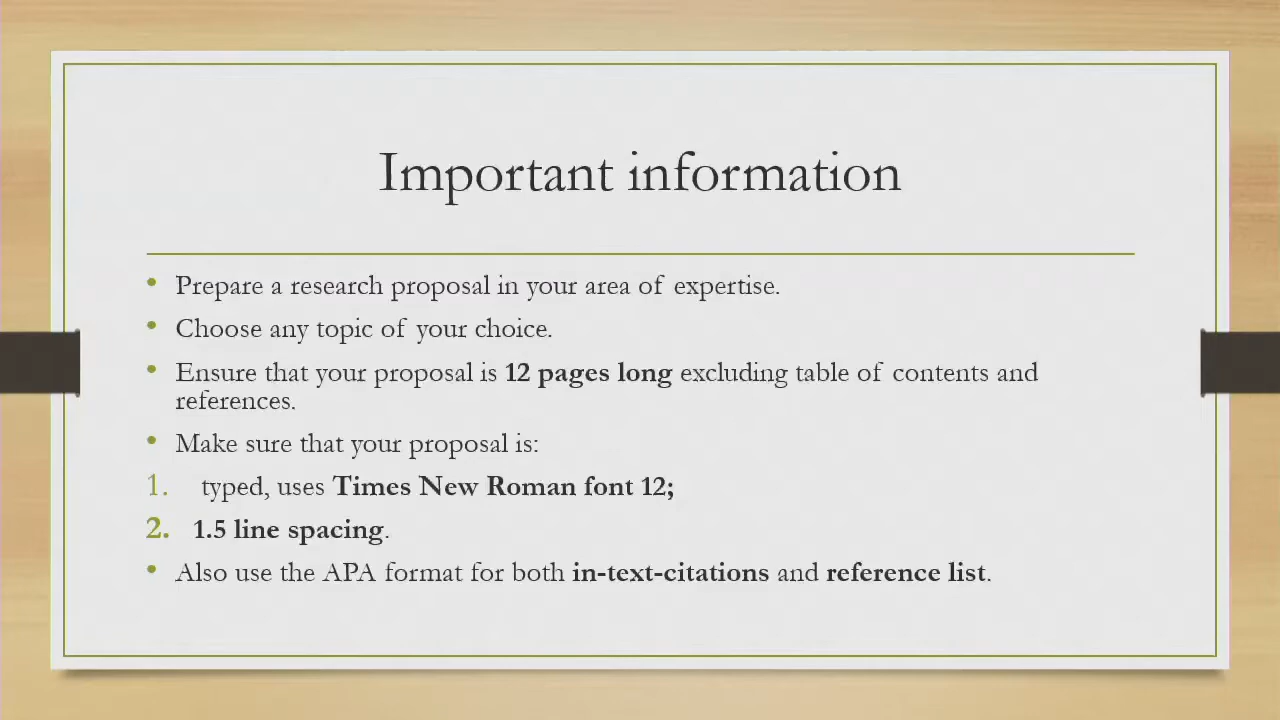 Important information
• Prepare a research proposal in your area of expertise.
• Choose any topic of your choice.
• Ensure that your proposal is 12 pages long excluding table of contents and
references.
• Make sure that your proposal is:
1. typed, uses Times New Roman font 12;
2. 1.5 line spacing.
• Also use the APA format for both in-text-citations and reference list.